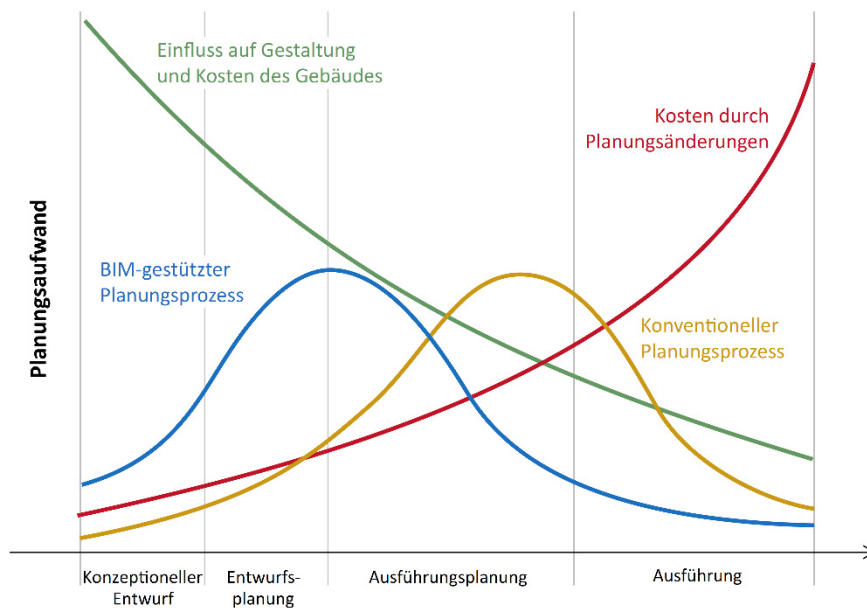 Einfluss auf Gestaltung
und Kosten des Gebäudes
Kosten durch
Planungsänderungen
BIM-gestützter
Planungsprozess
Konventioneller
Planungsprozess
Planungsaufwand
Konzeptioneller
Entwurf
Entwurfs-
planung
Ausführungsplanung
Ausführung